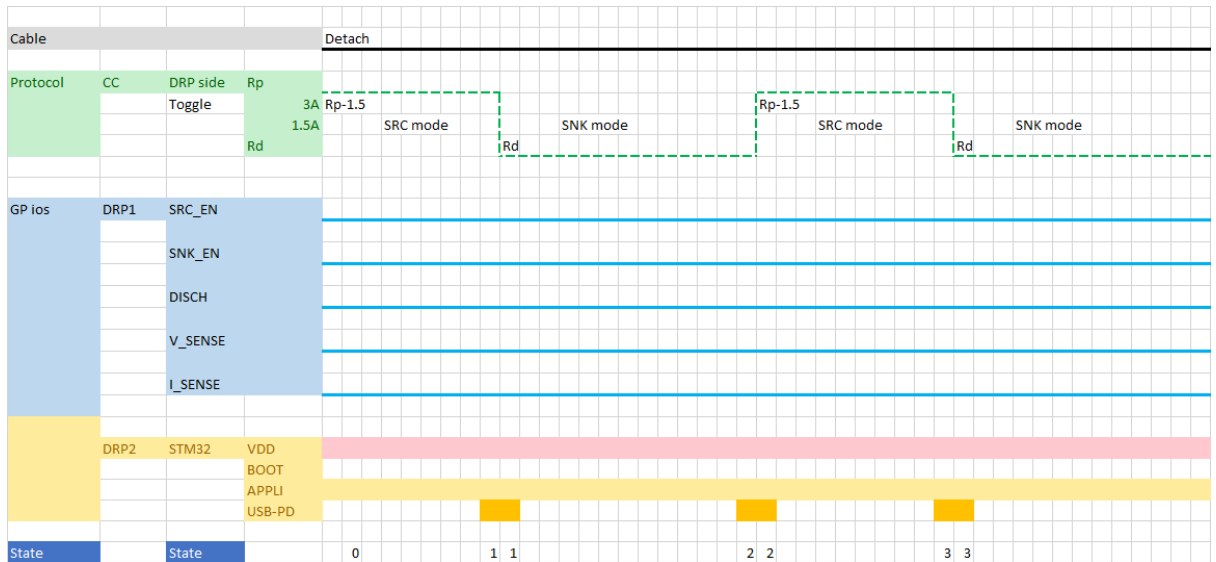 Cable Detach
Protocol CC DRP side Rp
Toggle 3A Rp-1.5 Rp-1.5
1.5A SRC mode SNK mode SRC mode SNK mode
Rd Rd Rd
GP ios DRP1 SRC_EN
SNK_EN
DISCH
V_SENSE
I_SENSE
DRP2 STM32 VDD
BOOT
APPLI
USB-PD
State State 0 1 1 2 2 3 3